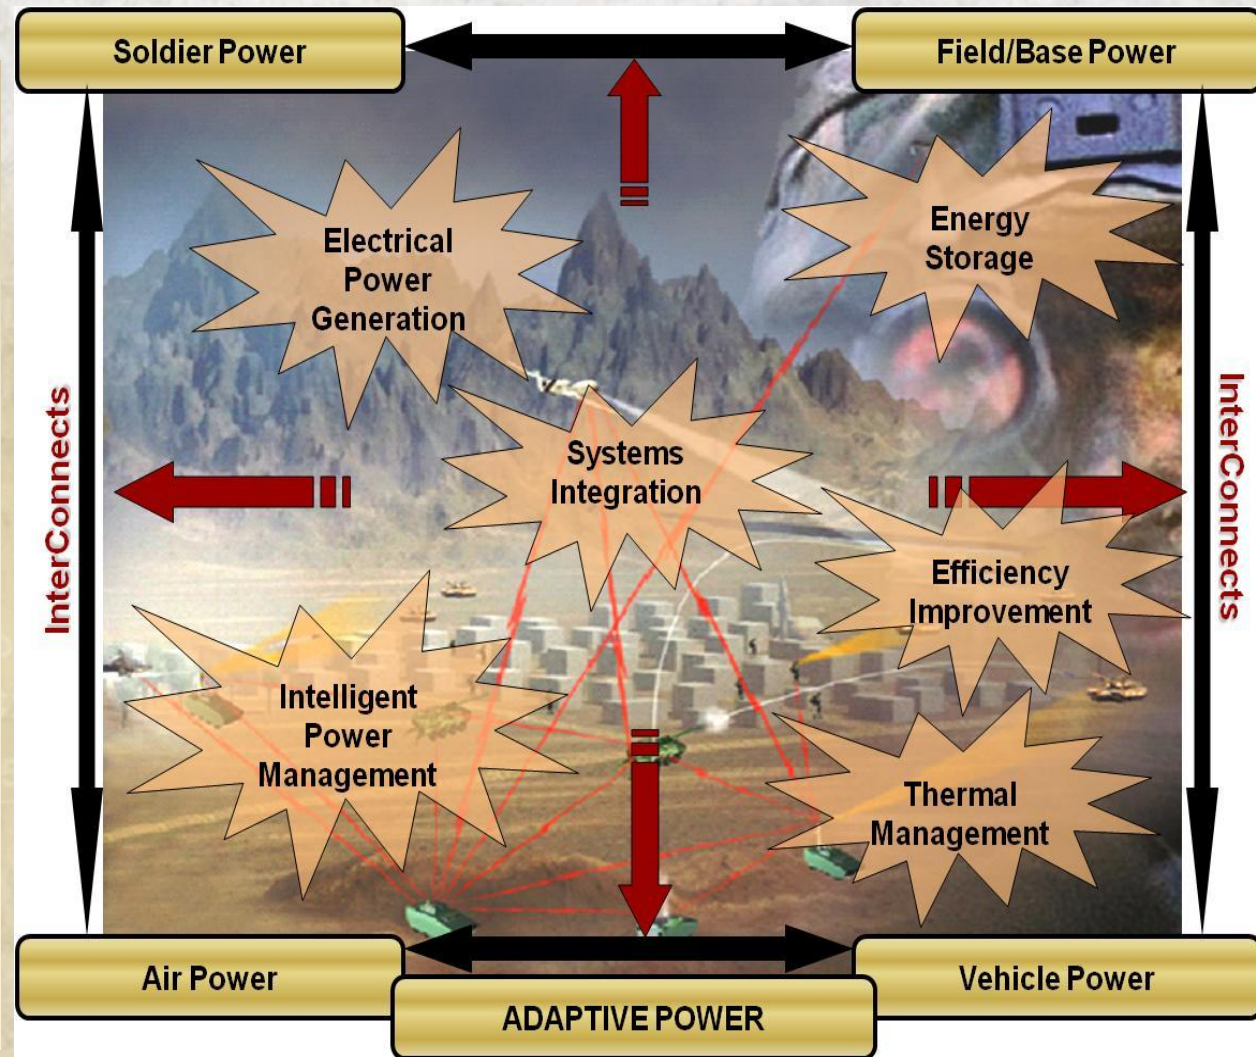 Soldier Power
Field/Base Power
Electrical
Power
Generation
Energy
Storage
InterConnects
Systems
Integration
InterConnects
Efficiency
Improvement
Intelligent
Power
Management
Thermal
Management
Air Power
Vehicle Power
ADAPTIVE POWER